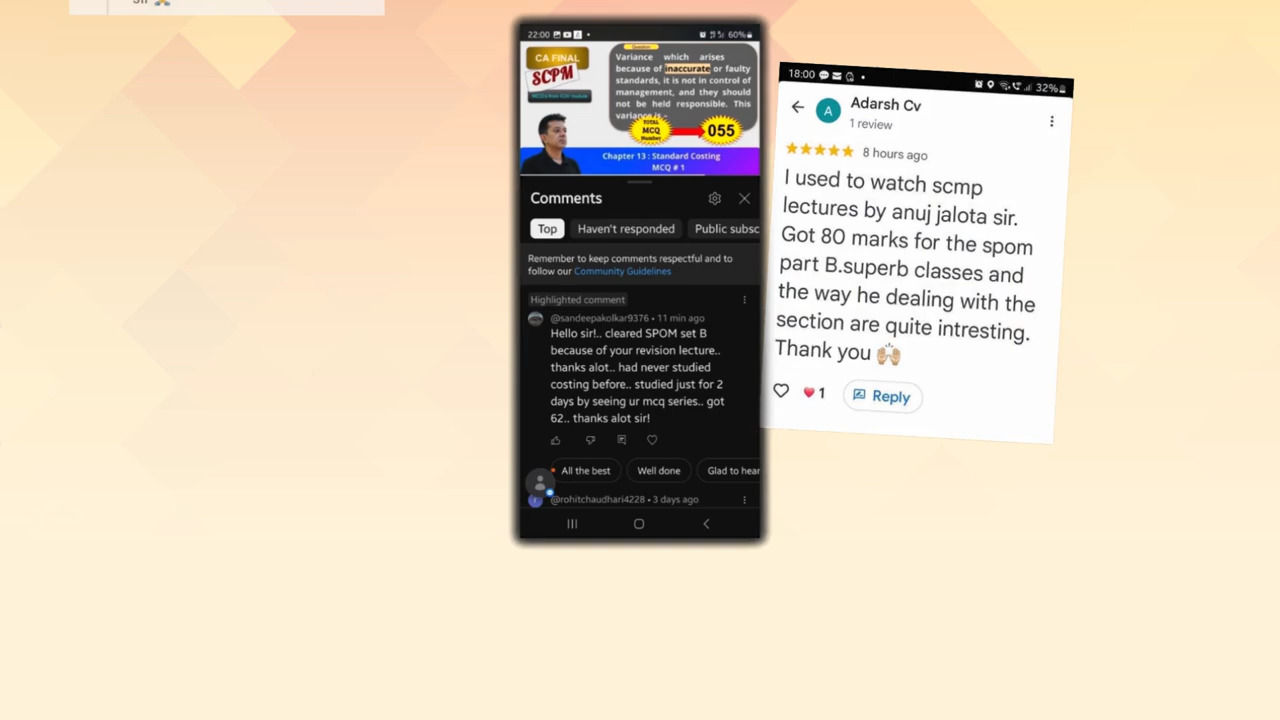 22:00
60%
Question
CA FINAL
SCPM
Variance which arises
because of inaccurate or faulty
standards, it is not in control of
management, and they should
not be held responsible. This
variance is -
TOTAL
MCQ
Number
055
Chapter 13 : Standard Costing
MCQ # 1
Comments
Top
Haven't responded
Public subsc
Remember to keep comments respectful and to
follow our Community Guidelines
Highlighted comment
@sandeepakolkar9376 • 11 min ago
Hello sir!.. cleared SPOM set B
because of your revision lecture..
thanks alot.. had never studied
costing before.. studied just for 2
days by seeing ur mcq series.. got
62.. thanks alot sir!
All the best
Well done
Glad to hear
@rohitchaudhari4228 • 3 days ago
18:00
32%
A
Adarsh Cv
1 review
8 hours ago
I used to watch scmp
lectures by anuj jalota sir.
Got 80 marks for the spom
part B.superb classes and
the way he dealing with the
section are quite intresting.
Thank you 🙌🏼
1
Reply